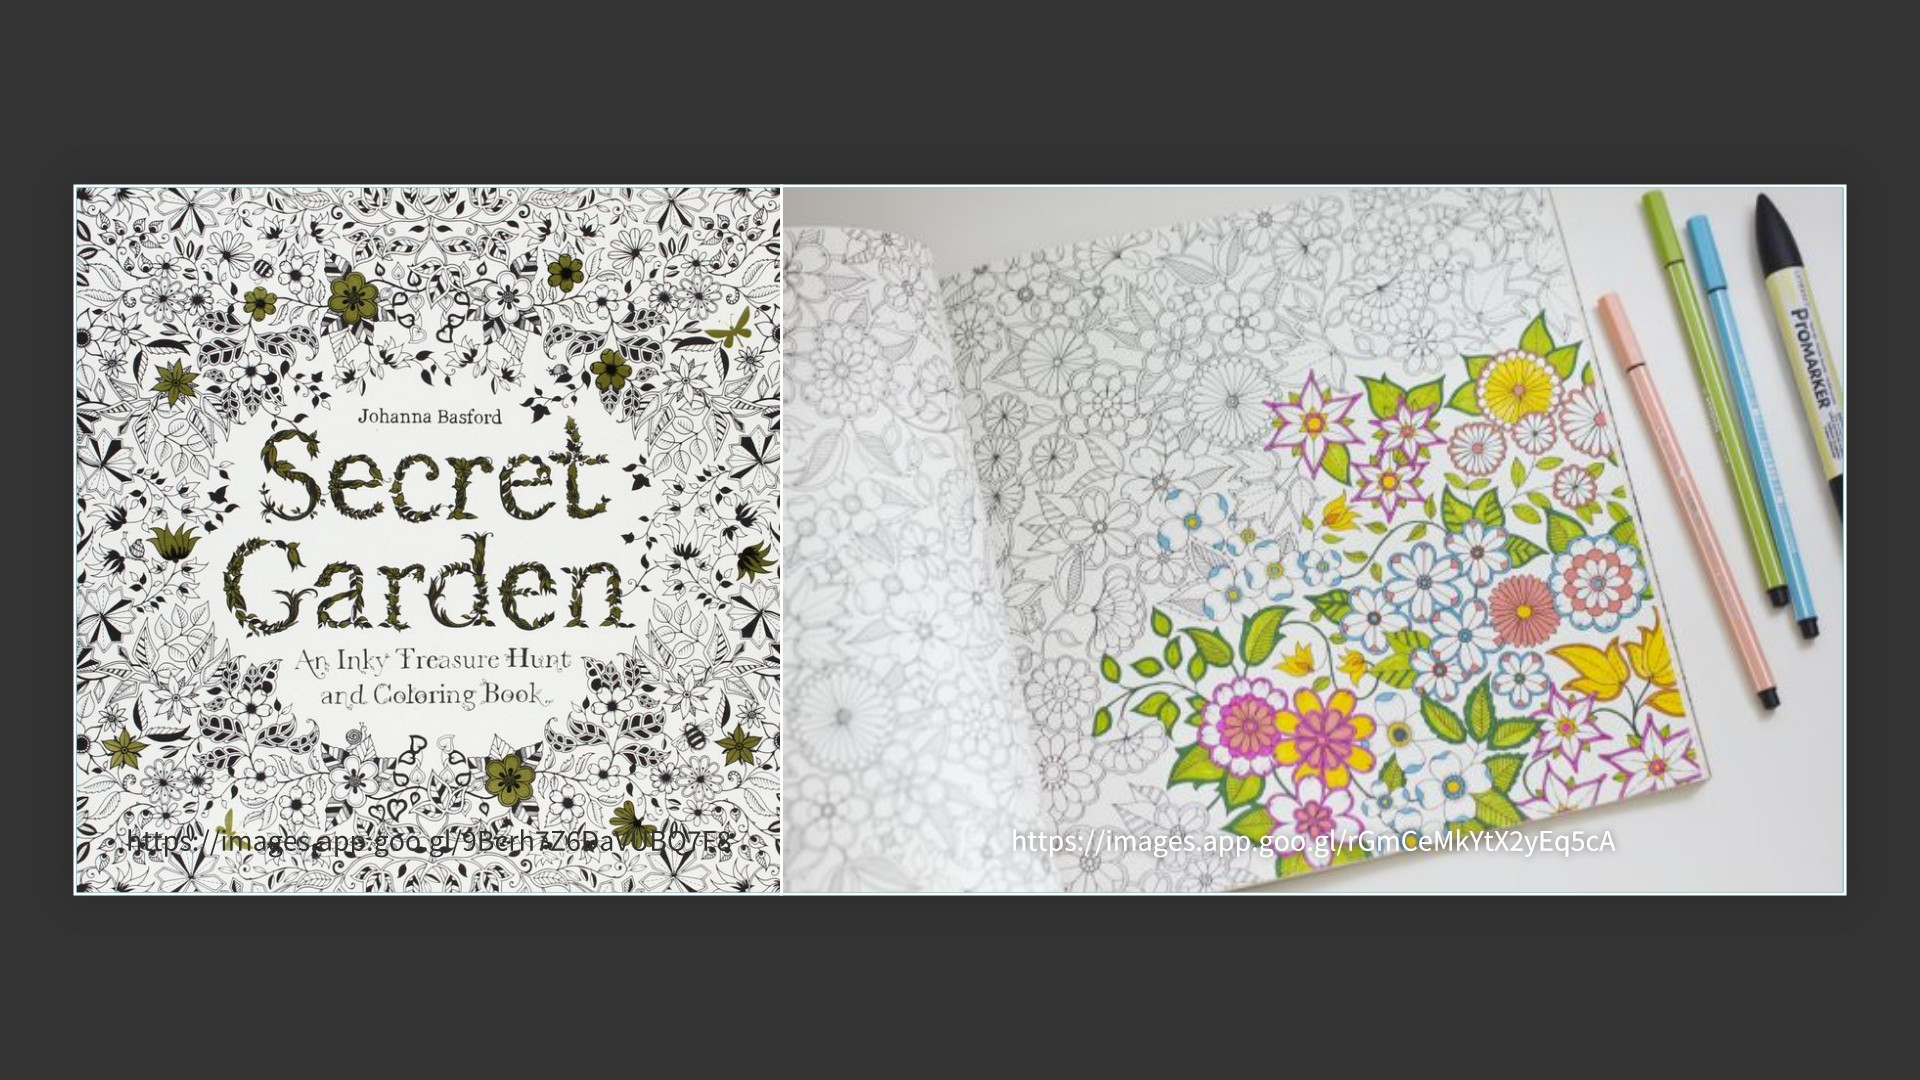 Johanna Basford
Secret
Garden
An Inky Treasure Hunt
and Coloring Book
https://images.app.goo.gl/rGmCeMkYtX2yEq5cA
PROMARKER